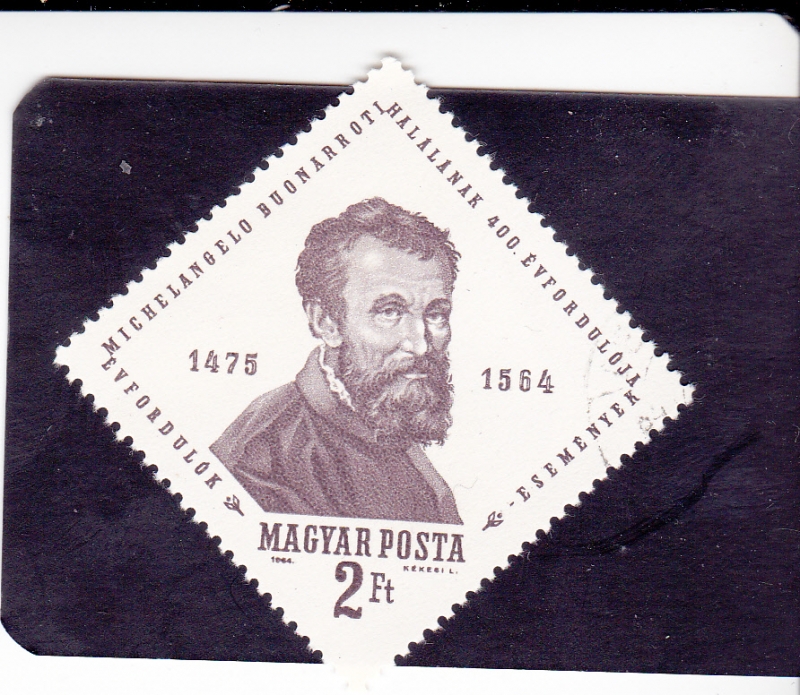 MICHELANGELO BUONARROTI
HALÁLÁNAK 400. ÉVFORDULÓJA
1475
1564
ÉVFORDULÓK
-ESEMÉNYEK
MAGYAR POSTA
1964.
KÉKESI L.
2 Ft